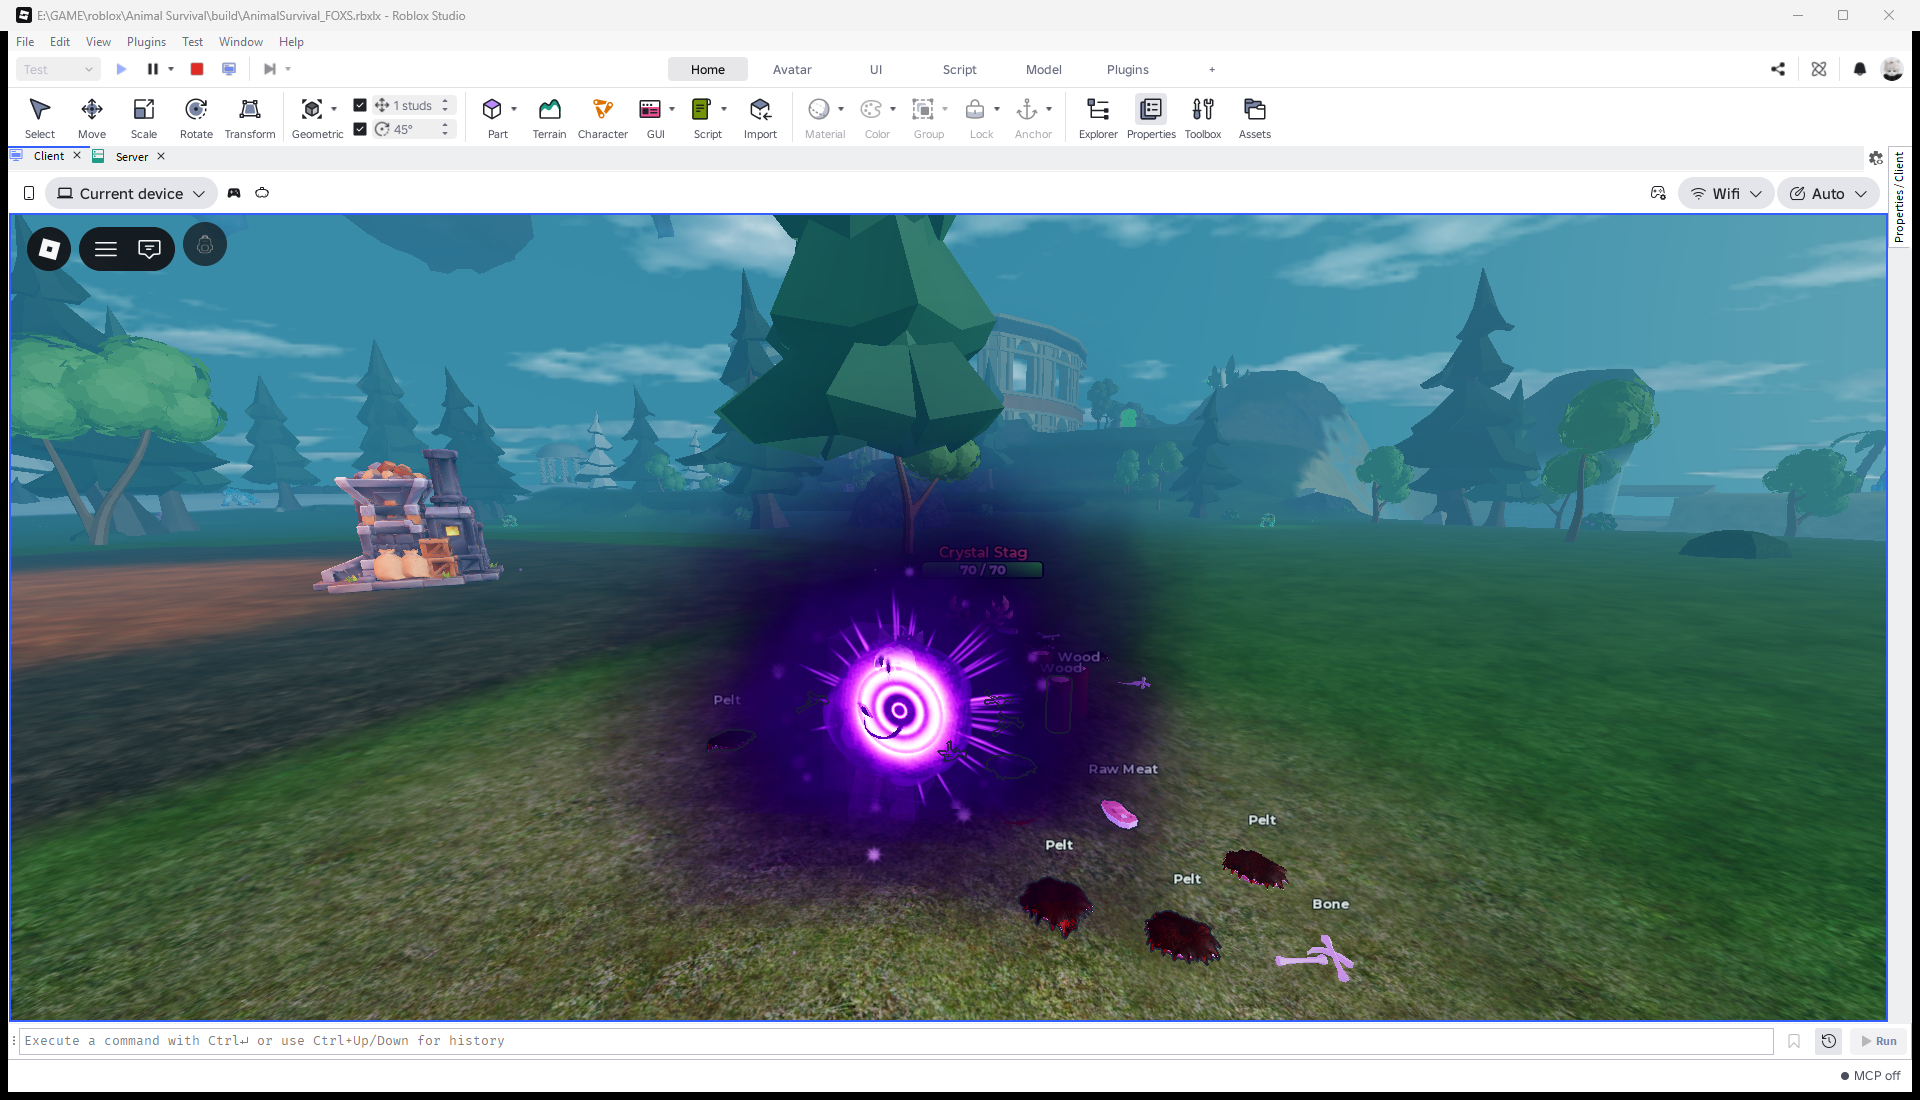 E:\GAME\roblox\Animal Survival\build\AnimalSurvival_FOXS.rbxlx - Roblox Studio
File Edit View Plugins Test Window Help
Test
Home Avatar UI Script Model Plugins +
Select Move Scale Rotate Transform Geometric 1 studs 45° Part Terrain Character GUI Script Import Material Color Group Lock Anchor Explorer Properties Toolbox Assets
Client Server
Properties / Client
Current device
Wifi Auto
Crystal Stag
70 / 70
Wood
Wood
Pelt
Raw Meat
Pelt
Pelt
Pelt
Bone
Execute a command with Ctrl↵ or use Ctrl+Up/Down for history
Run
MCP off